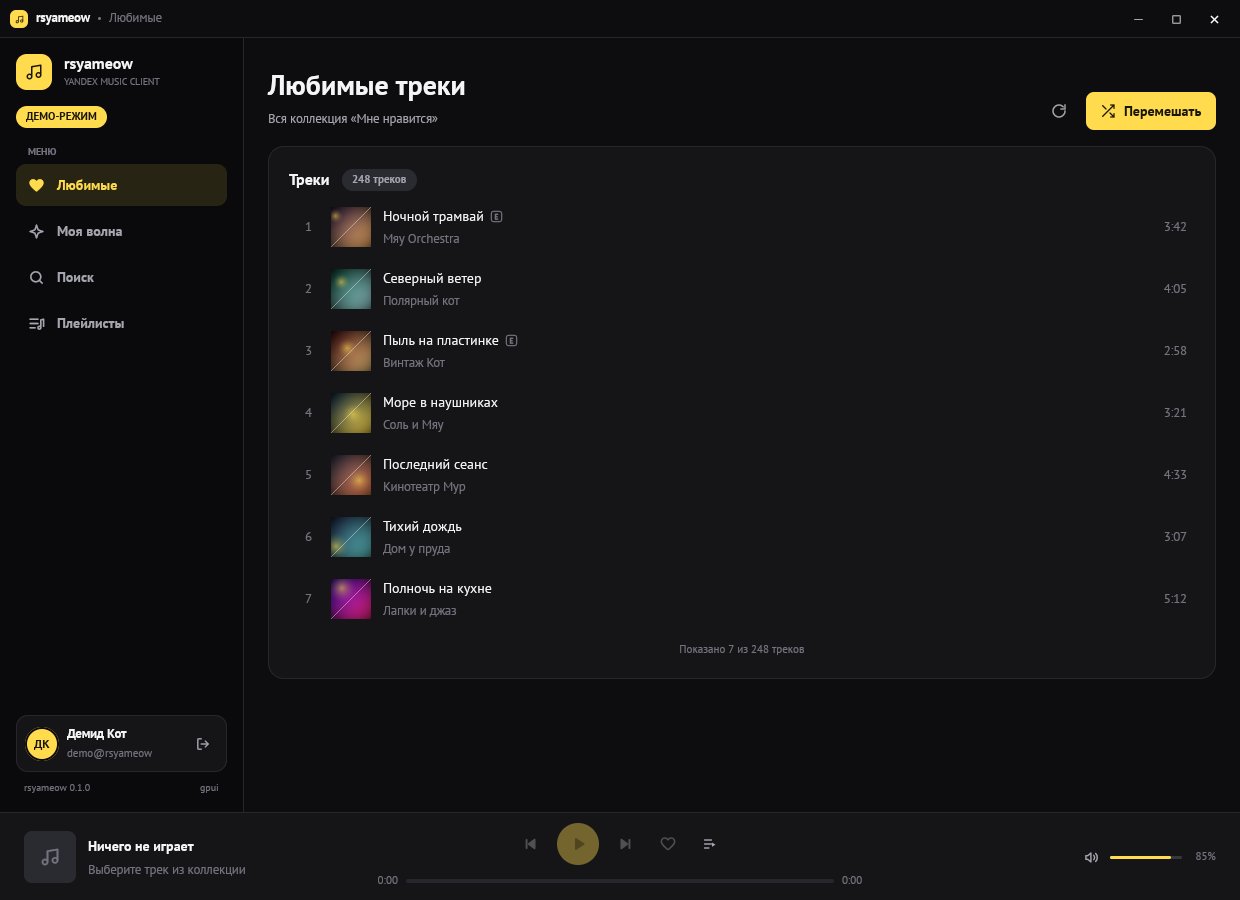 rsyameow • Любимые
rsyameow
YANDEX MUSIC CLIENT
ДЕМО-РЕЖИМ
МЕНЮ
Любимые
Моя волна
Поиск
Плейлисты
Демид Кот
demo@rsyameow
ДК
rsyameow 0.1.0
gpui
Любимые треки
Вся коллекция «Мне нравится»
Перемешать
Треки
248 треков
1
Ночной трамвай E
Мяу Orchestra
3:42
2
Северный ветер
Полярный кот
4:05
3
Пыль на пластинке E
Винтаж Кот
2:58
4
Море в наушниках
Соль и Мяу
3:21
5
Последний сеанс
Кинотеатр Мур
4:33
6
Тихий дождь
Дом у пруда
3:07
7
Полночь на кухне
Лапки и джаз
5:12
Показано 7 из 248 треков
Ничего не играет
Выберите трек из коллекции
0:00
0:00
85%